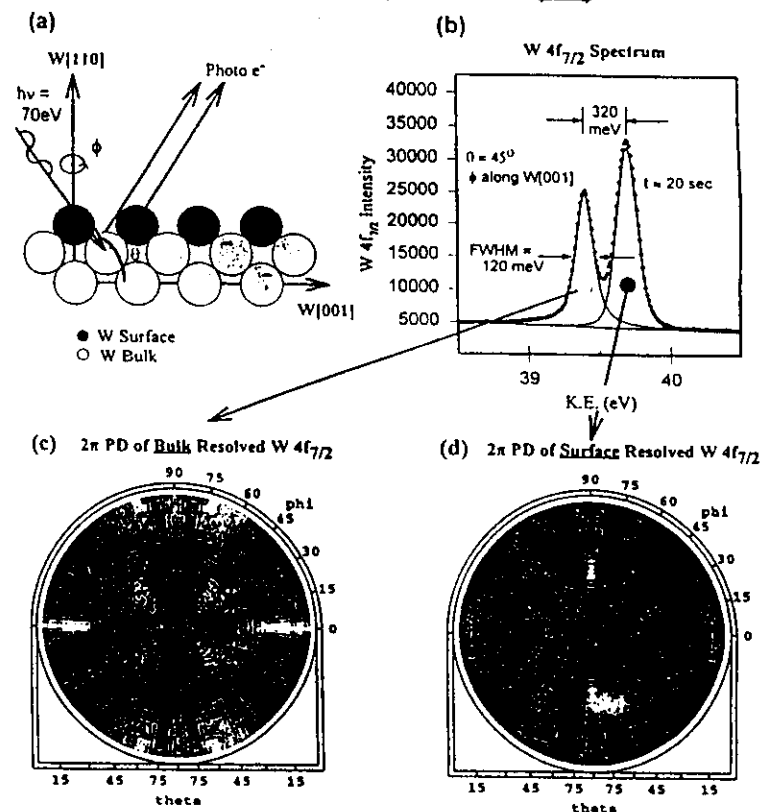 (a)
W[110]
hν =
70eV
ϕ
Photo e⁻
θ
W[001]
● W Surface
○ W Bulk
(b)
W 4f7/2 Spectrum
40000
35000
30000
25000
20000
15000
10000
5000
W 4f7/2 Intensity
320
meV
θ = 45°
ϕ along W[001]
t = 20 sec
FWHM =
120 meV
39
40
K.E. (eV)
(c) 2π PD of Bulk Resolved W 4f7/2
90
75
60
45
30
15
0
phi
15 45 75 75 45 15
theta
(d) 2π PD of Surface Resolved W 4f7/2
90
75
60
45
30
15
0
phi
15 45 75 75 45 15
theta